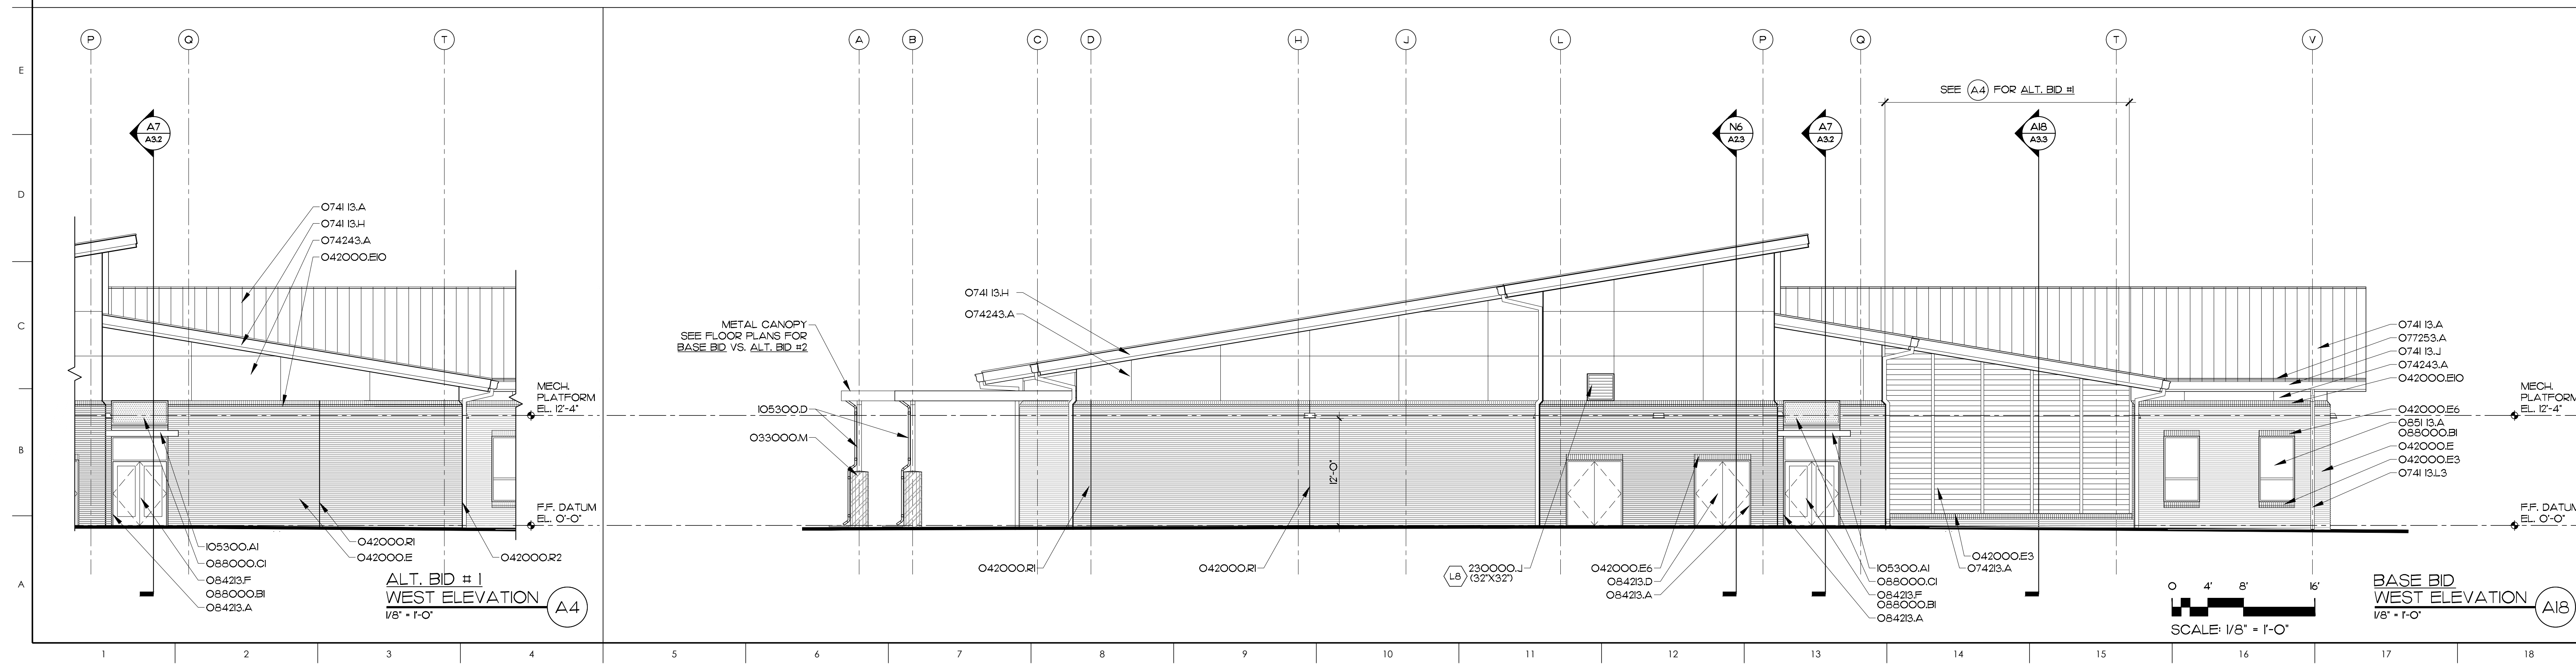 E
D
C
B
A
P
Q
T
A7
A3.2
074113.A
074113.H
074243.A
042000.E10
MECH.
PLATFORM
EL. 12'-4"
F.F. DATUM
EL. 0'-0"
105300.A1
088000.C1
084213.F
088000.B1
084213.A
042000.R1
042000.E
042000.R2
ALT. BID # 1
WEST ELEVATION
1/8" = 1'-0"
A4
A
B
C
D
H
J
L
P
Q
T
V
SEE A4 FOR ALT. BID #1
N6
A2.3
A7
A3.2
A18
A3.3
074113.H
074243.A
METAL CANOPY
SEE FLOOR PLANS FOR
BASE BID VS. ALT. BID #2
105300.D
033000.M
12'-0"
042000.R1
042000.R1
L8
230000.J
(32"X32")
042000.E6
084213.D
084213.A
105300.A1
088000.C1
084213.F
088000.B1
084213.A
042000.E3
074213.A
074113.A
077253.A
074113.J
074243.A
042000.E10
042000.E6
085113.A
088000.B1
042000.E
042000.E3
074113.L3
MECH.
PLATFORM
EL. 12'-4"
F.F. DATUM
EL. 0'-0"
0 4' 8' 16'
SCALE: 1/8" = 1'-0"
BASE BID
WEST ELEVATION
1/8" = 1'-0"
A18
1 2 3 4 5 6 7 8 9 10 11 12 13 14 15 16 17 18